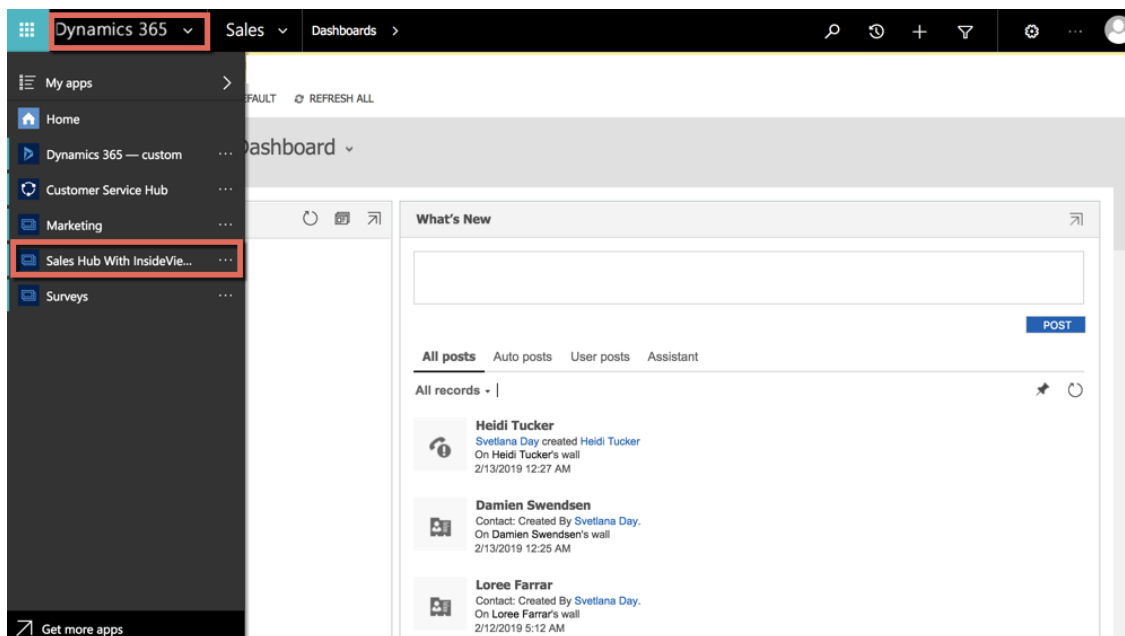 Dynamics 365 Sales Dashboards
My apps
FAULT REFRESH ALL
Home
Dynamics 365 — custom
ashboard
Customer Service Hub
Marketing
Sales Hub With InsideVie...
Surveys
Get more apps
What's New
POST
All posts Auto posts User posts Assistant
All records
Heidi Tucker
Svetlana Day created Heidi Tucker
On Heidi Tucker's wall
2/13/2019 12:27 AM
Damien Swendsen
Contact: Created By Svetlana Day.
On Damien Swendsen's wall
2/13/2019 12:25 AM
Loree Farrar
Contact: Created By Svetlana Day.
On Loree Farrar's wall
2/12/2019 5:12 AM